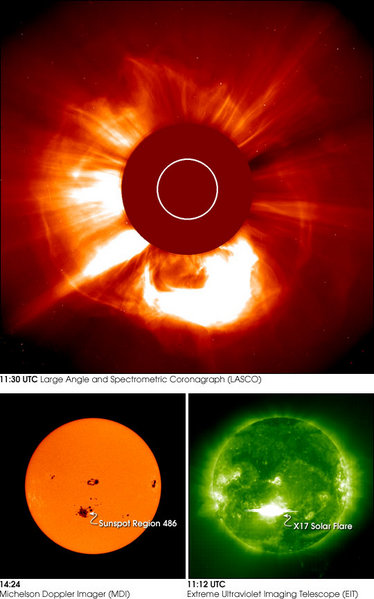 11:30 UTC Large Angle and Spectrometric Coronagraph (LASCO)
Sunspot Region 486
X17 Solar Flare
14:24
Michelson Doppler Imager (MDI)
11:12 UTC
Extreme Ultraviolet Imaging Telescope (EIT)